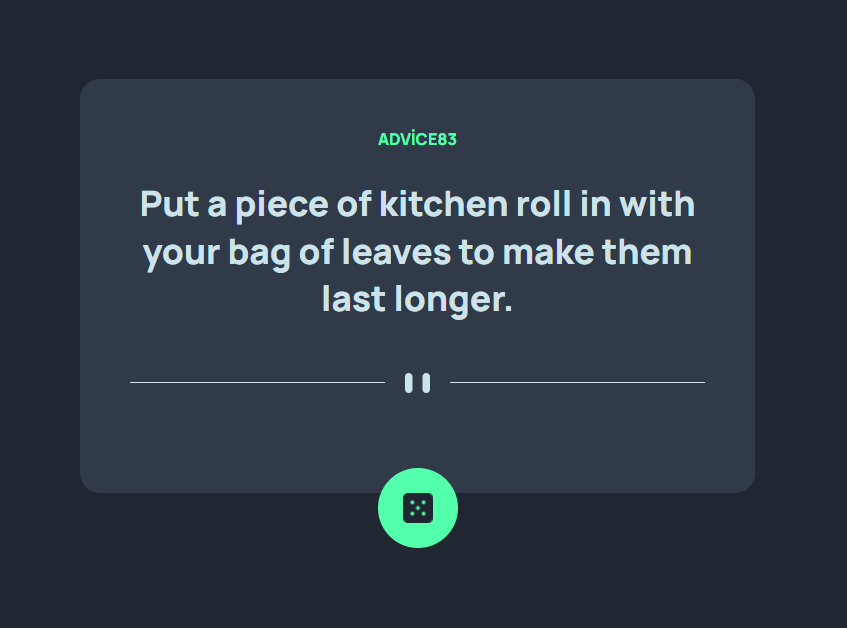 ADVİCE83
Put a piece of kitchen roll in with
your bag of leaves to make them
last longer.